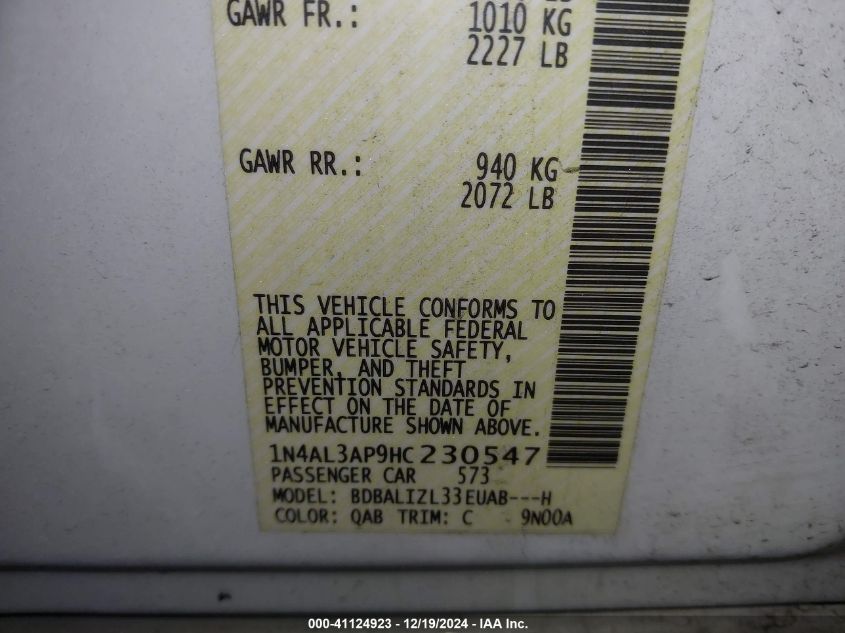 GAWR FR.: 1010 KG
2227 LB
GAWR RR.: 940 KG
2072 LB
THIS VEHICLE CONFORMS TO
ALL APPLICABLE FEDERAL
MOTOR VEHICLE SAFETY,
BUMPER, AND THEFT
PREVENTION STANDARDS IN
EFFECT ON THE DATE OF
MANUFACTURE SHOWN ABOVE.
1N4AL3AP9HC230547
PASSENGER CAR 573
MODEL: BDBALIZL33EUAB---H
COLOR: QAB TRIM: C 9N00A
000-41124923 - 12/19/2024 - IAA Inc.